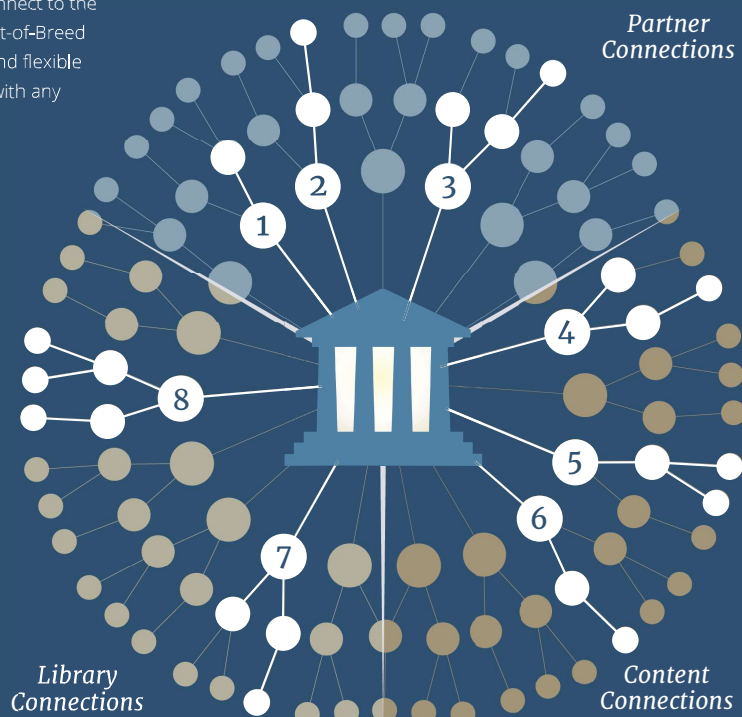 nnect to the
t-of-Breed
nd flexible
with any
Partner
Connections
1
2
3
4
5
6
7
8
Library
Connections
Content
Connections